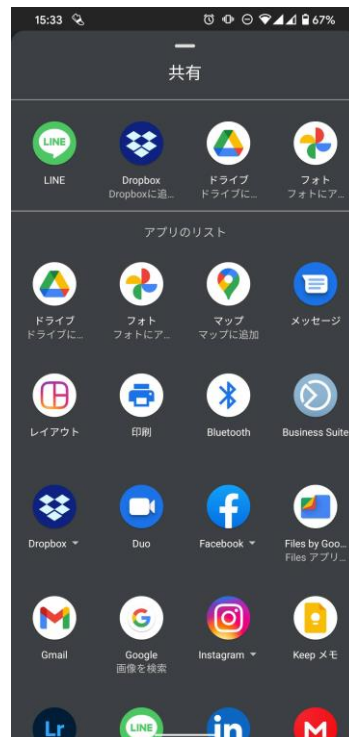 15:33
67%
共有
LINE
LINE
Dropbox
Dropboxに追...
ドライブ
ドライブに...
フォト
フォトにア...
アプリのリスト
ドライブ
ドライブに...
フォト
フォトにア...
マップ
マップに追加
メッセージ
レイアウト
印刷
Bluetooth
Business Suite
Dropbox
Duo
Facebook
Files by Goo...
Files アプリ...
Gmail
Google
画像を検索
Instagram
Keep メモ
Lr
LINE
in